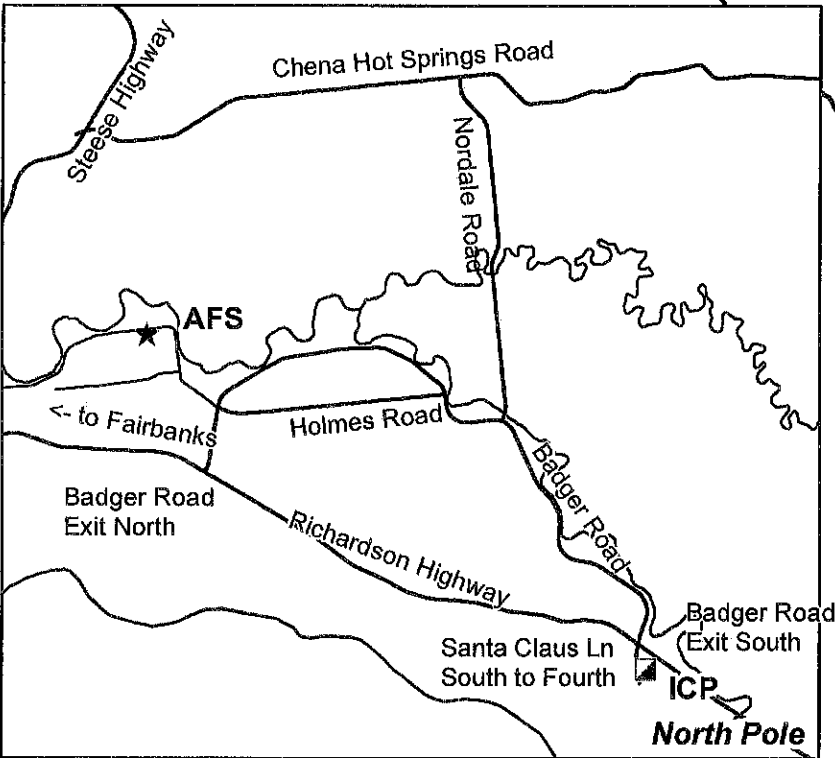 Chena Hot Springs Road
Steese Highway
Nordale Road
AFS
<- to Fairbanks
Holmes Road
Badger Road
Exit North
Badger Road
Richardson Highway
Badger Road
Exit South
Santa Claus Ln
South to Fourth
ICP
North Pole